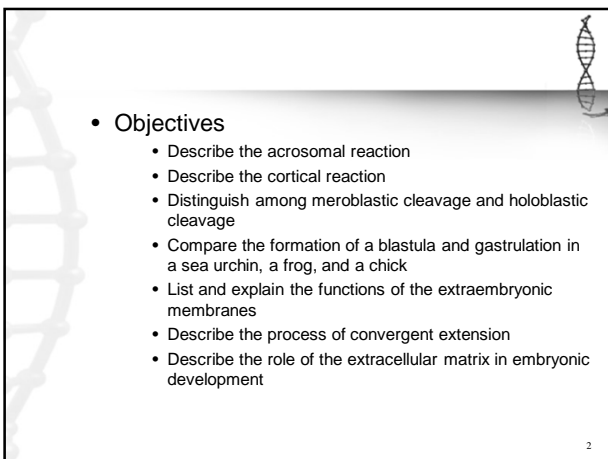 • Objectives
• Describe the acrosomal reaction
• Describe the cortical reaction
• Distinguish among meroblastic cleavage and holoblastic
cleavage
• Compare the formation of a blastula and gastrulation in
a sea urchin, a frog, and a chick
• List and explain the functions of the extraembryonic
membranes
• Describe the process of convergent extension
• Describe the role of the extracellular matrix in embryonic
development
2